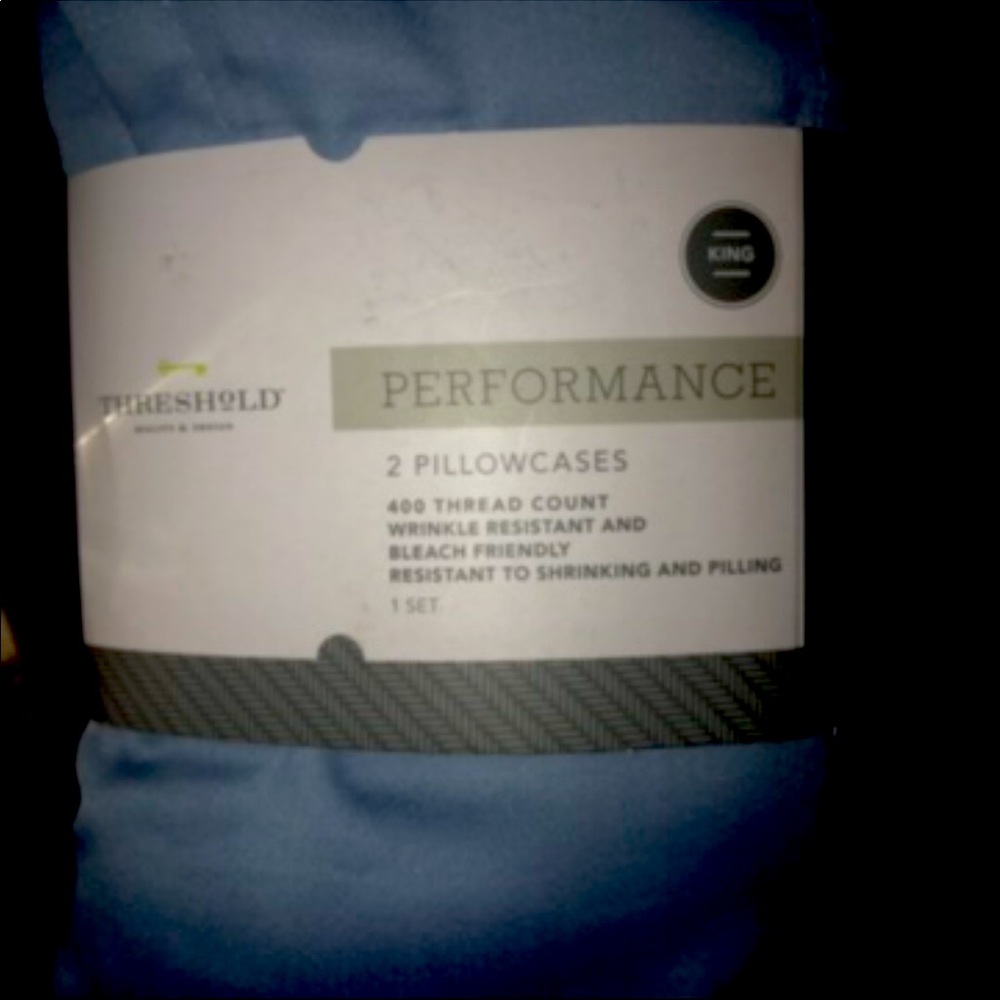 KING
THRESHOLD
PERFORMANCE
2 PILLOWCASES
400 THREAD COUNT
WRINKLE RESISTANT AND
BLEACH FRIENDLY
RESISTANT TO SHRINKING AND PILLING
1 SET